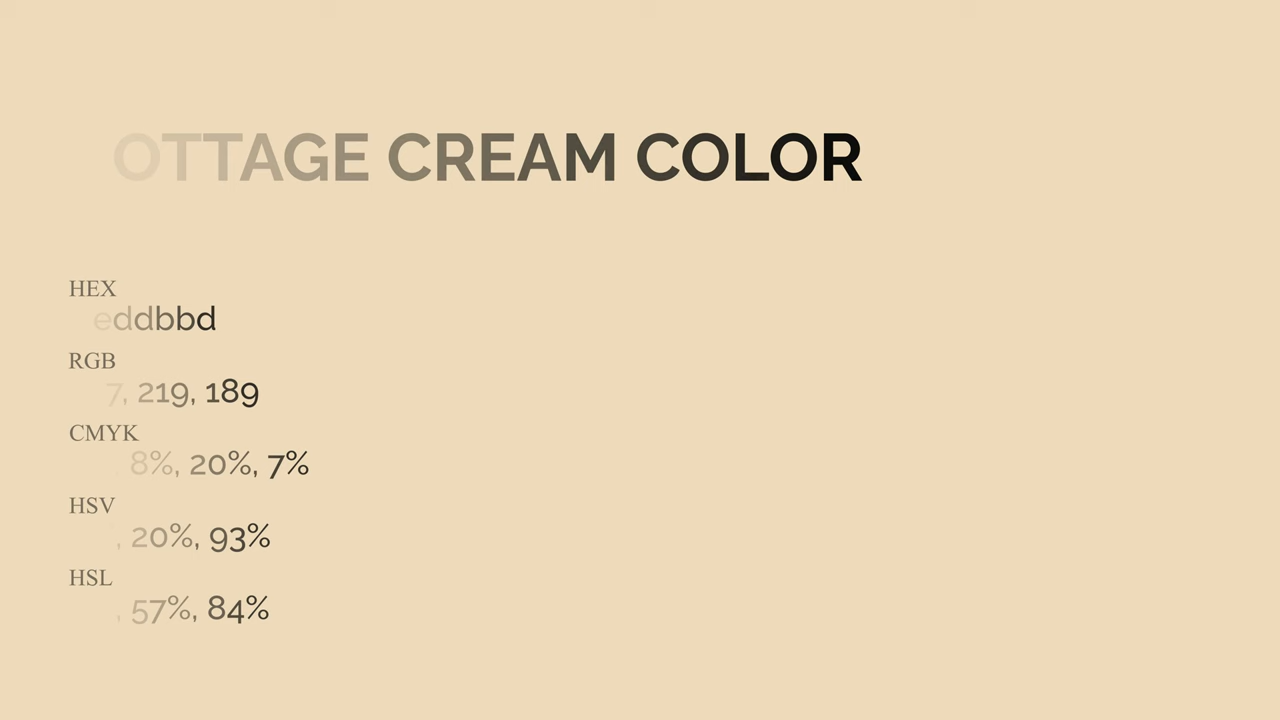 OTTAGE CREAM COLOR
HEX
eddbbd
RGB
7, 219, 189
CMYK
, 8%, 20%, 7%
HSV
, 20%, 93%
HSL
, 57%, 84%